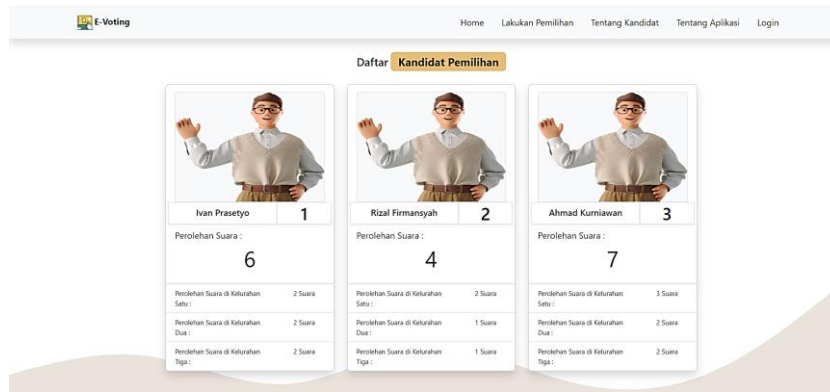 E-Voting
Home Lakukan Pemilihan Tentang Kandidat Tentang Aplikasi Login
Daftar Kandidat Pemilihan
Ivan Prasetyo 1
Perolehan Suara :
6
Perolehan Suara di Kelurahan 2 Suara
Satu :
Perolehan Suara di Kelurahan 2 Suara
Dua :
Perolehan Suara di Kelurahan 2 Suara
Tiga :
Rizal Firmansyah 2
Perolehan Suara :
4
Perolehan Suara di Kelurahan 2 Suara
Satu :
Perolehan Suara di Kelurahan 1 Suara
Dua :
Perolehan Suara di Kelurahan 1 Suara
Tiga :
Ahmad Kurniawan 3
Perolehan Suara :
7
Perolehan Suara di Kelurahan 3 Suara
Satu :
Perolehan Suara di Kelurahan 2 Suara
Dua :
Perolehan Suara di Kelurahan 2 Suara
Tiga :